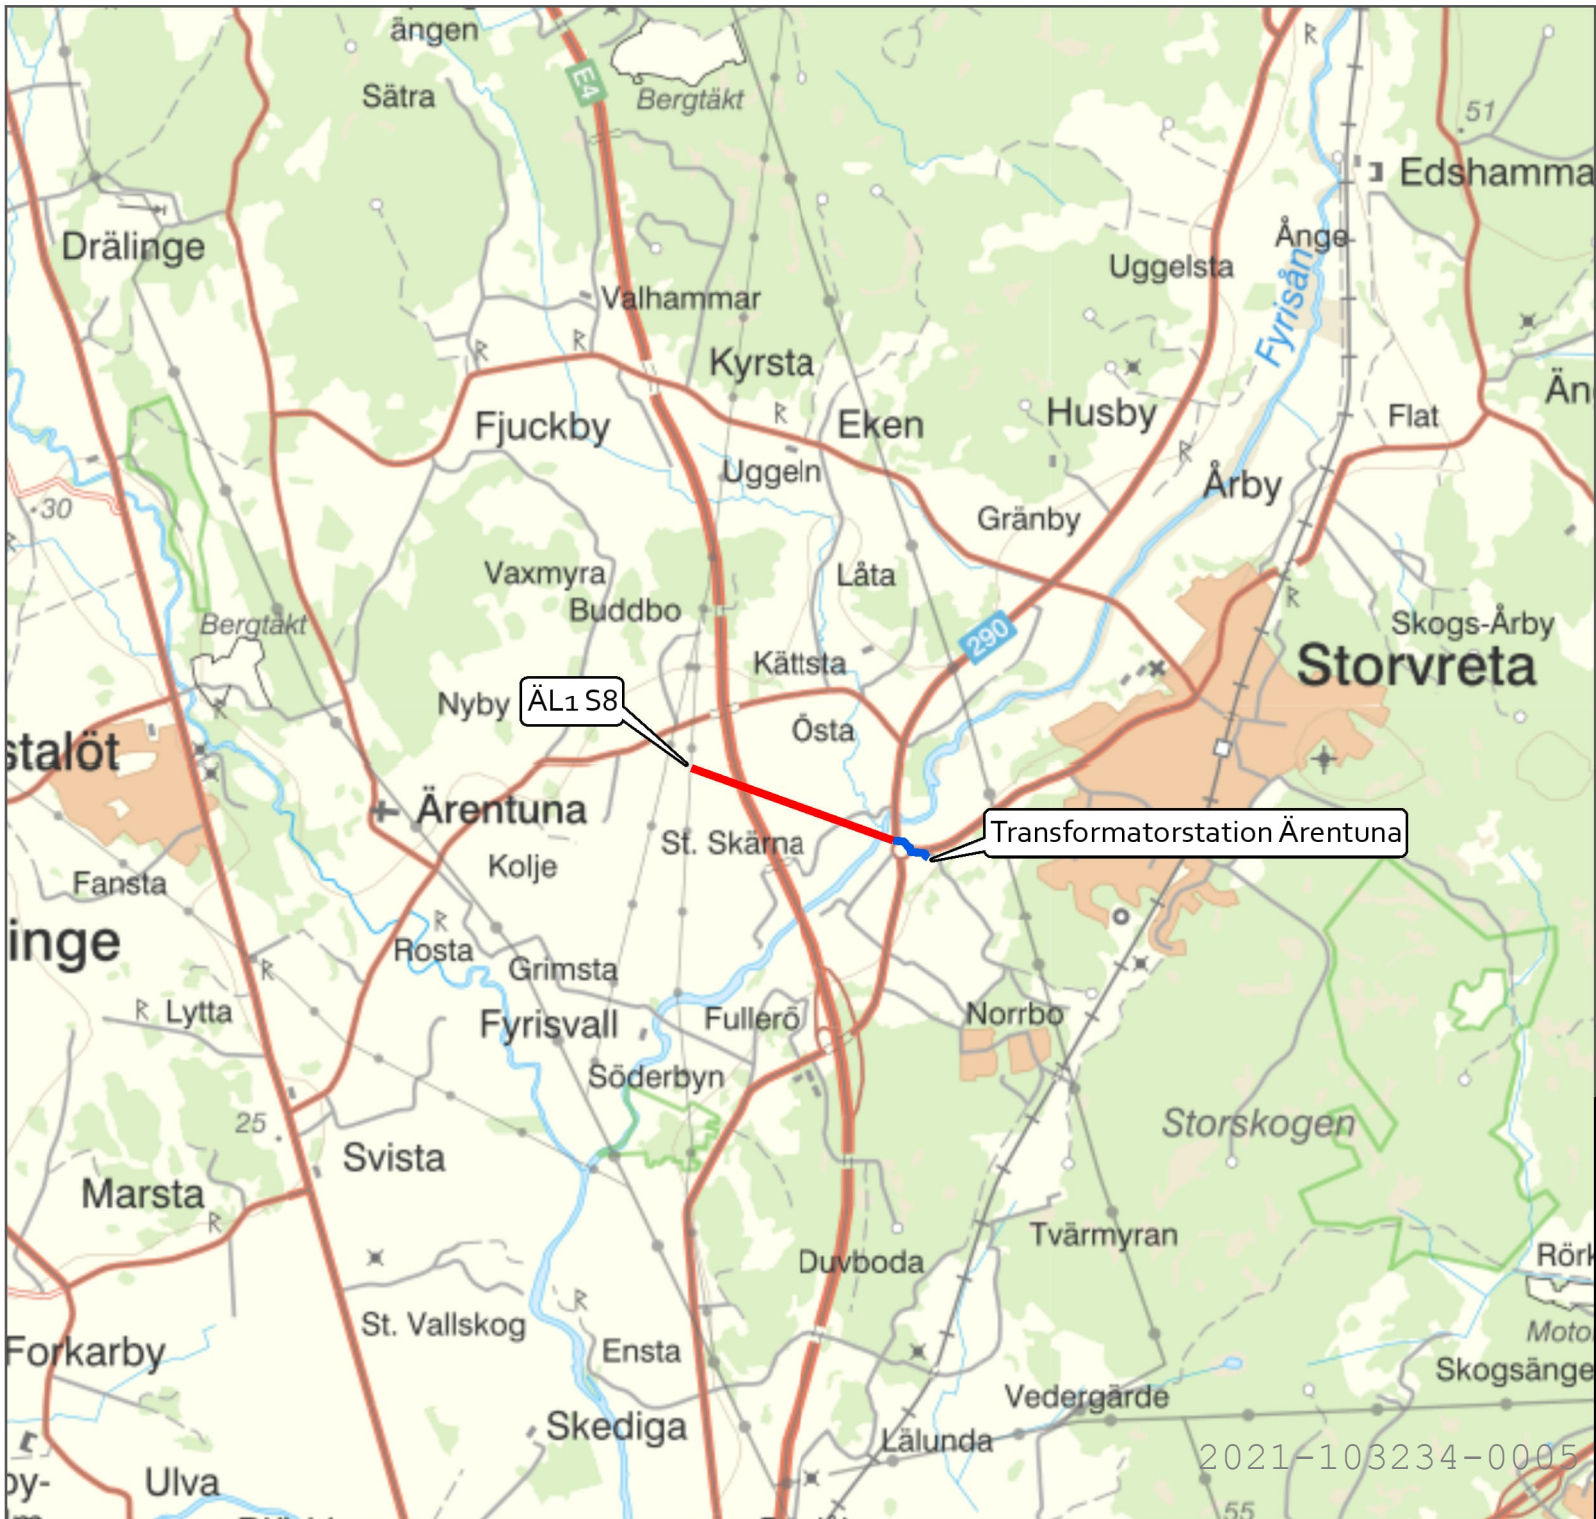 ängen
E4
Sätra
Bergtäkt
51
Edshamma
Ånge
Drälinge
Uggelsta
Fyrisån
Valhammar
Kyrsta
Än
Fjuckby
Eken
Husby
Flat
Uggeln
Årby
30
Gränby
Vaxmyra
Låta
Buddbo
Bergtäkt
290
Skogs-Årby
Kättsta
Storvreta
Nyby
ÄL1 S8
Östa
stalöt
Ärentuna
Transformatorstation Ärentuna
St. Skärna
Kolje
Fansta
inge
Rosta
Grimsta
Lytta
Fyrisvall
Fullerö
Norrbo
Söderbyn
25
Storskogen
Svista
Marsta
Tvärmyran
Duvboda
Rörk
St. Vallskog
Moto
Forkarby
Ensta
Skogsänge
Vedergärde
Skediga
Lälunda
2021-103234-0005
by-
Ulva
55